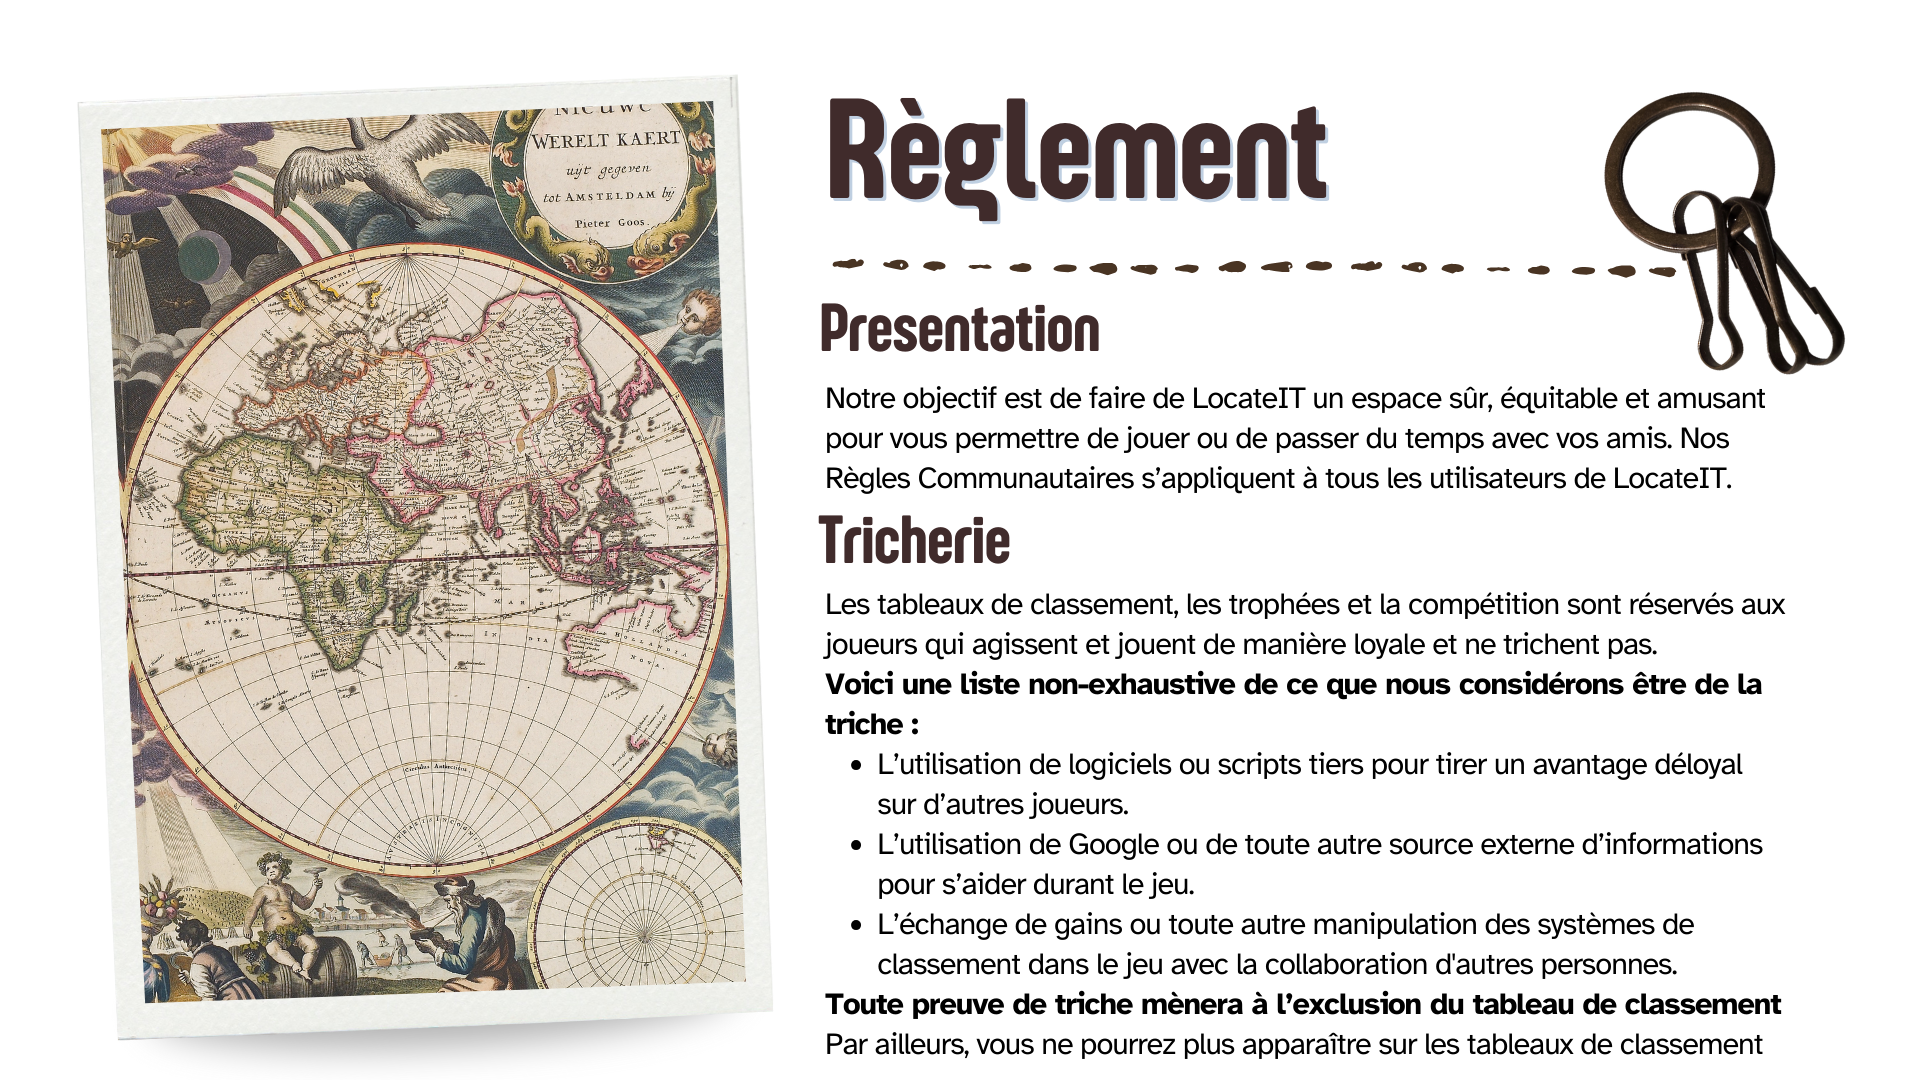 NIEUWE
WERELT KAERT
uÿt gegeven
tot AMSTELDAM bÿ
Pieter Goos.
Règlement
Presentation
Notre objectif est de faire de LocateIT un espace sûr, équitable et amusant
pour vous permettre de jouer ou de passer du temps avec vos amis. Nos
Règles Communautaires s’appliquent à tous les utilisateurs de LocateIT.
Tricherie
Les tableaux de classement, les trophées et la compétition sont réservés aux
joueurs qui agissent et jouent de manière loyale et ne trichent pas.
Voici une liste non-exhaustive de ce que nous considérons être de la
triche :
• L’utilisation de logiciels ou scripts tiers pour tirer un avantage déloyal
sur d’autres joueurs.
• L’utilisation de Google ou de toute autre source externe d’informations
pour s’aider durant le jeu.
• L’échange de gains ou toute autre manipulation des systèmes de
classement dans le jeu avec la collaboration d'autres personnes.
Toute preuve de triche mènera à l’exclusion du tableau de classement
Par ailleurs, vous ne pourrez plus apparaître sur les tableaux de classement